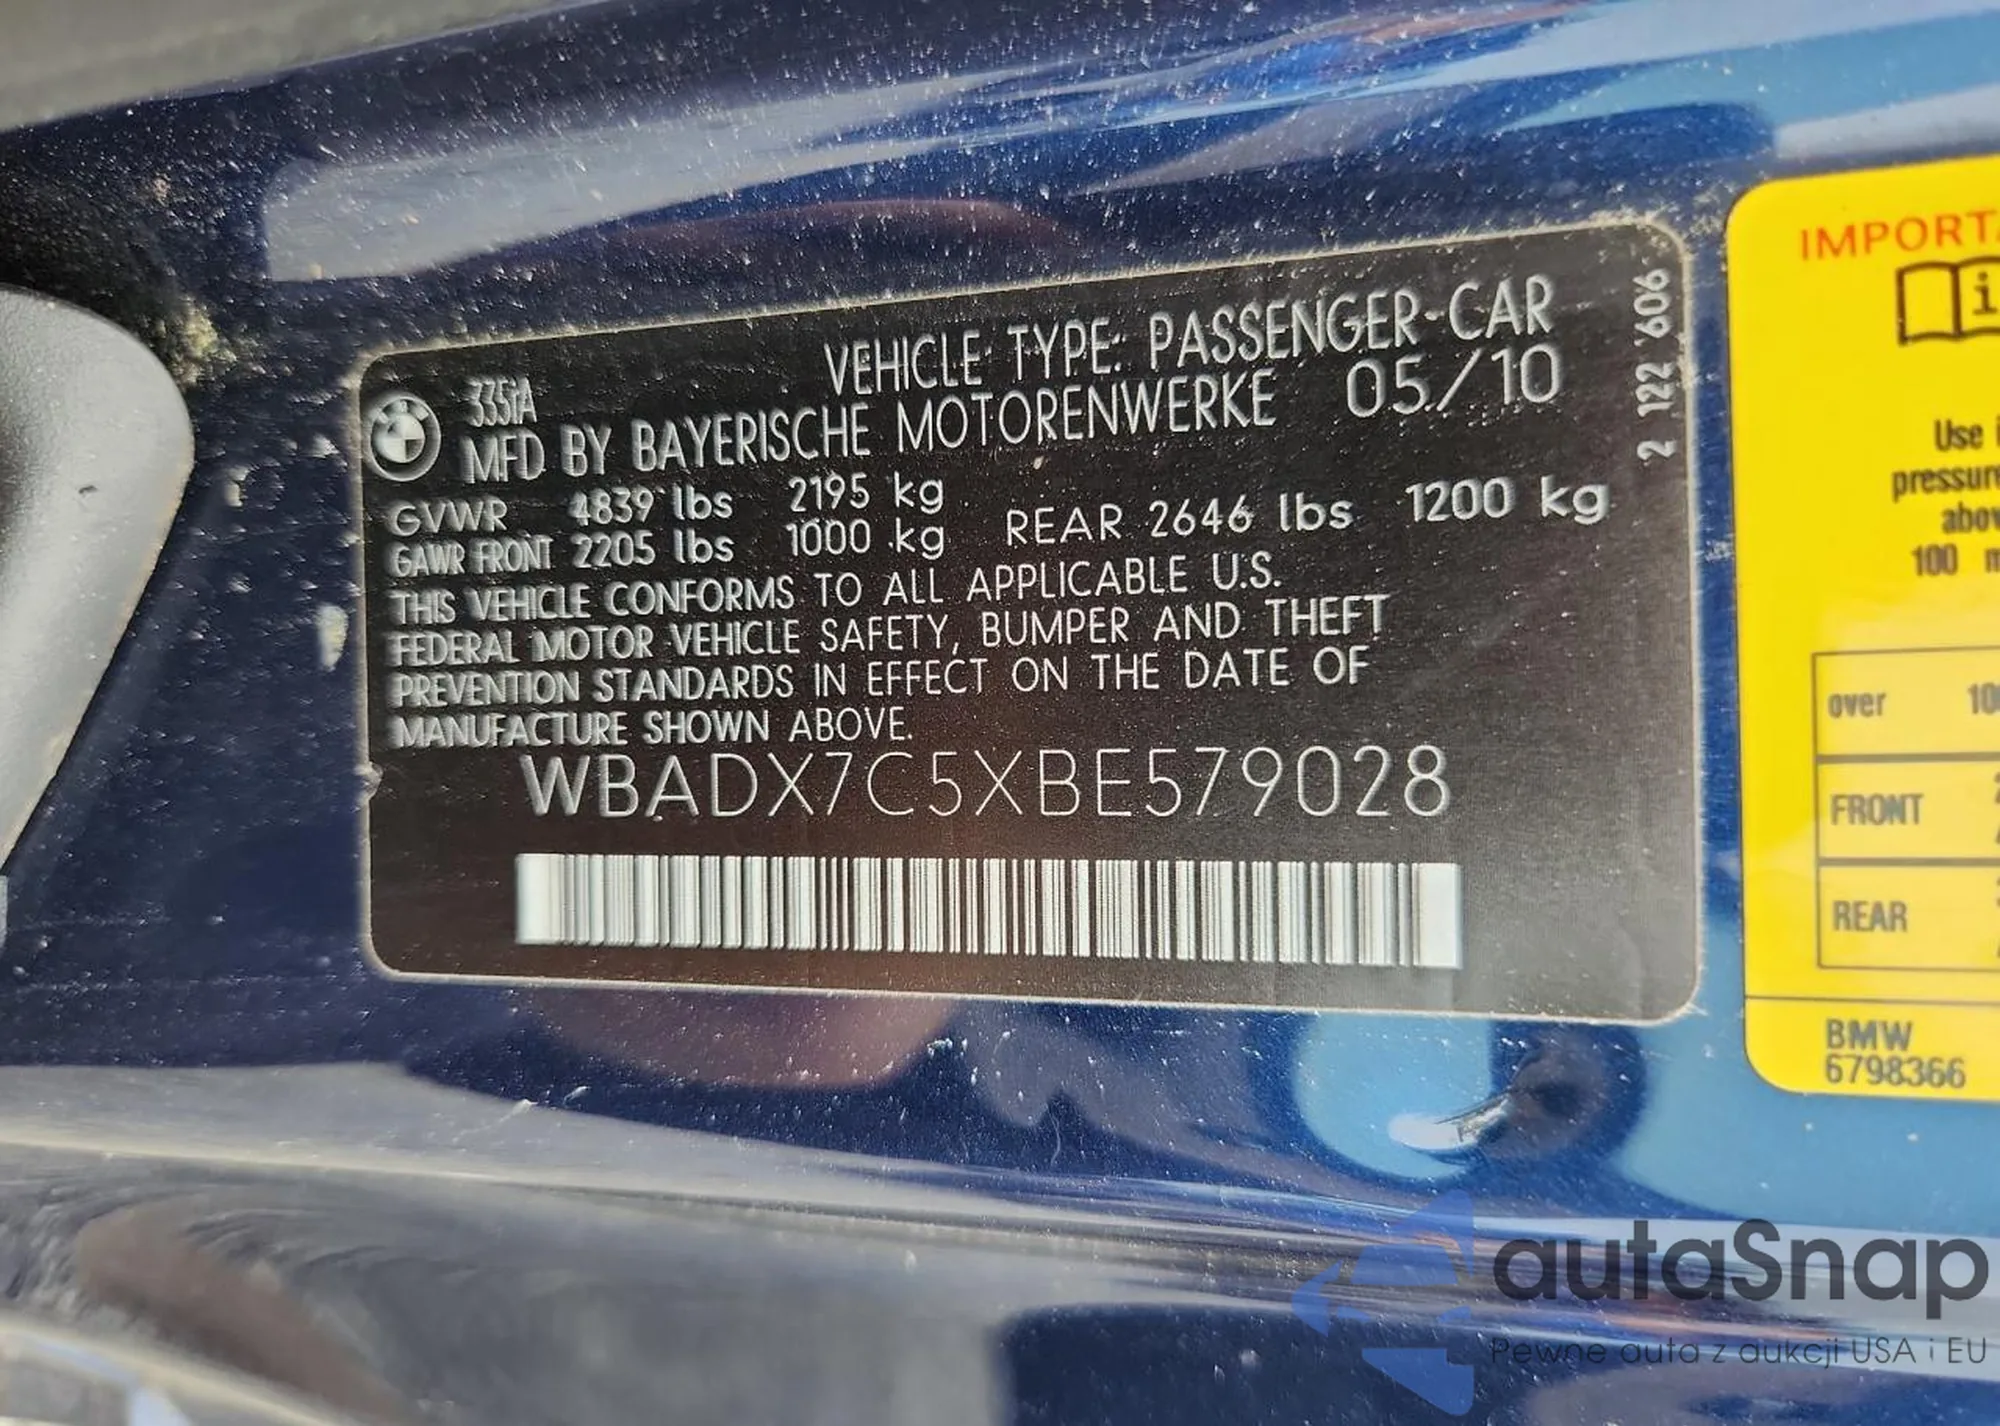 335iA
VEHICLE TYPE: PASSENGER-CAR
MFD BY BAYERISCHE MOTORENWERKE 05/10
GVWR 4839 lbs 2195 kg
GAWR FRONT 2205 lbs 1000 kg REAR 2646 lbs 1200 kg
THIS VEHICLE CONFORMS TO ALL APPLICABLE U.S.
FEDERAL MOTOR VEHICLE SAFETY, BUMPER AND THEFT
PREVENTION STANDARDS IN EFFECT ON THE DATE OF
MANUFACTURE SHOWN ABOVE.
WBADX7C5XBE579028
2 122 606
IMPORTA
i
Use i
pressure
abov
100 m
over 100
FRONT
REAR
BMW
6798366
autaSnap
Pewne auta z aukcji USA i EU